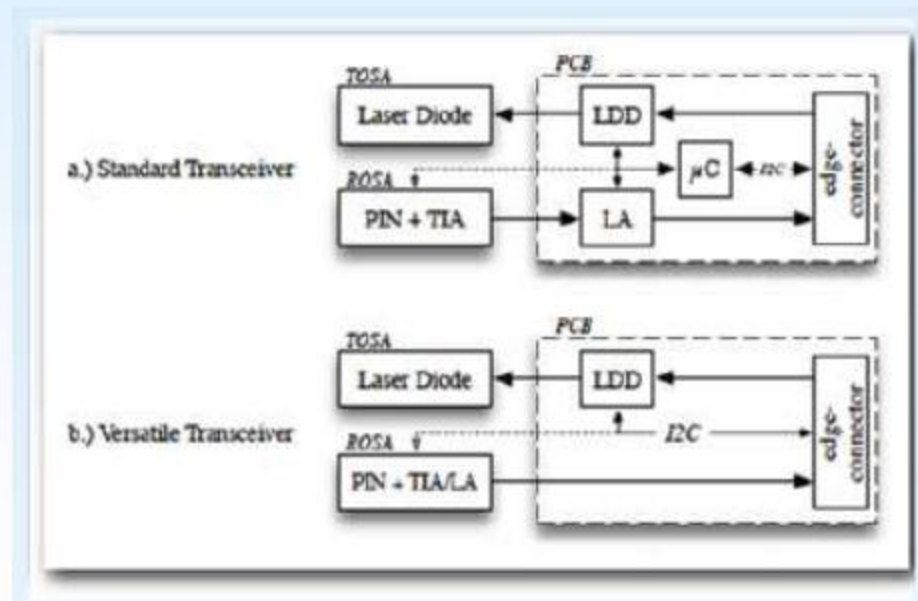 TOSA
PCB
Laser Diode
LDD
edge-
connector
a.) Standard Transceiver
μC
I2C
ROSA
PIN + TIA
LA
TOSA
PCB
Laser Diode
LDD
edge-
connector
b.) Versatile Transceiver
I2C
ROSA
PIN + TIA/LA